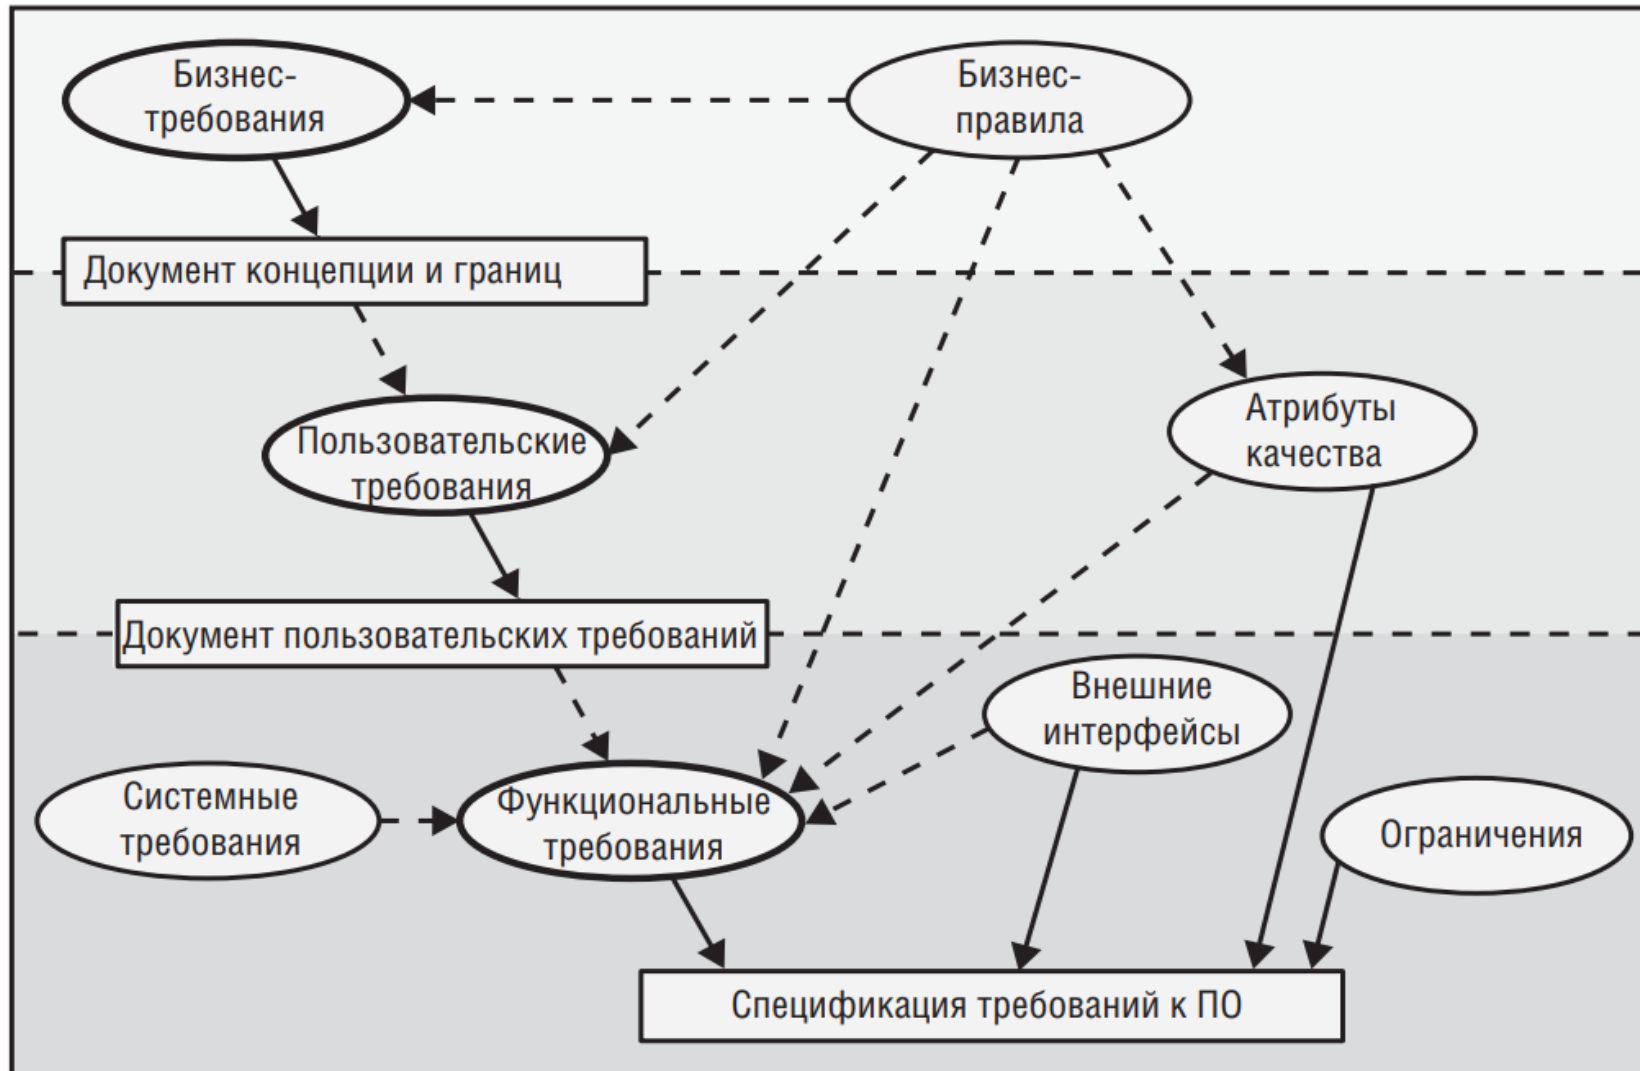 Бизнес-
требования
Бизнес-
правила
Документ концепции и границ
Пользовательские
требования
Атрибуты
качества
Документ пользовательских требований
Внешние
интерфейсы
Системные
требования
Функциональные
требования
Ограничения
Спецификация требований к ПО